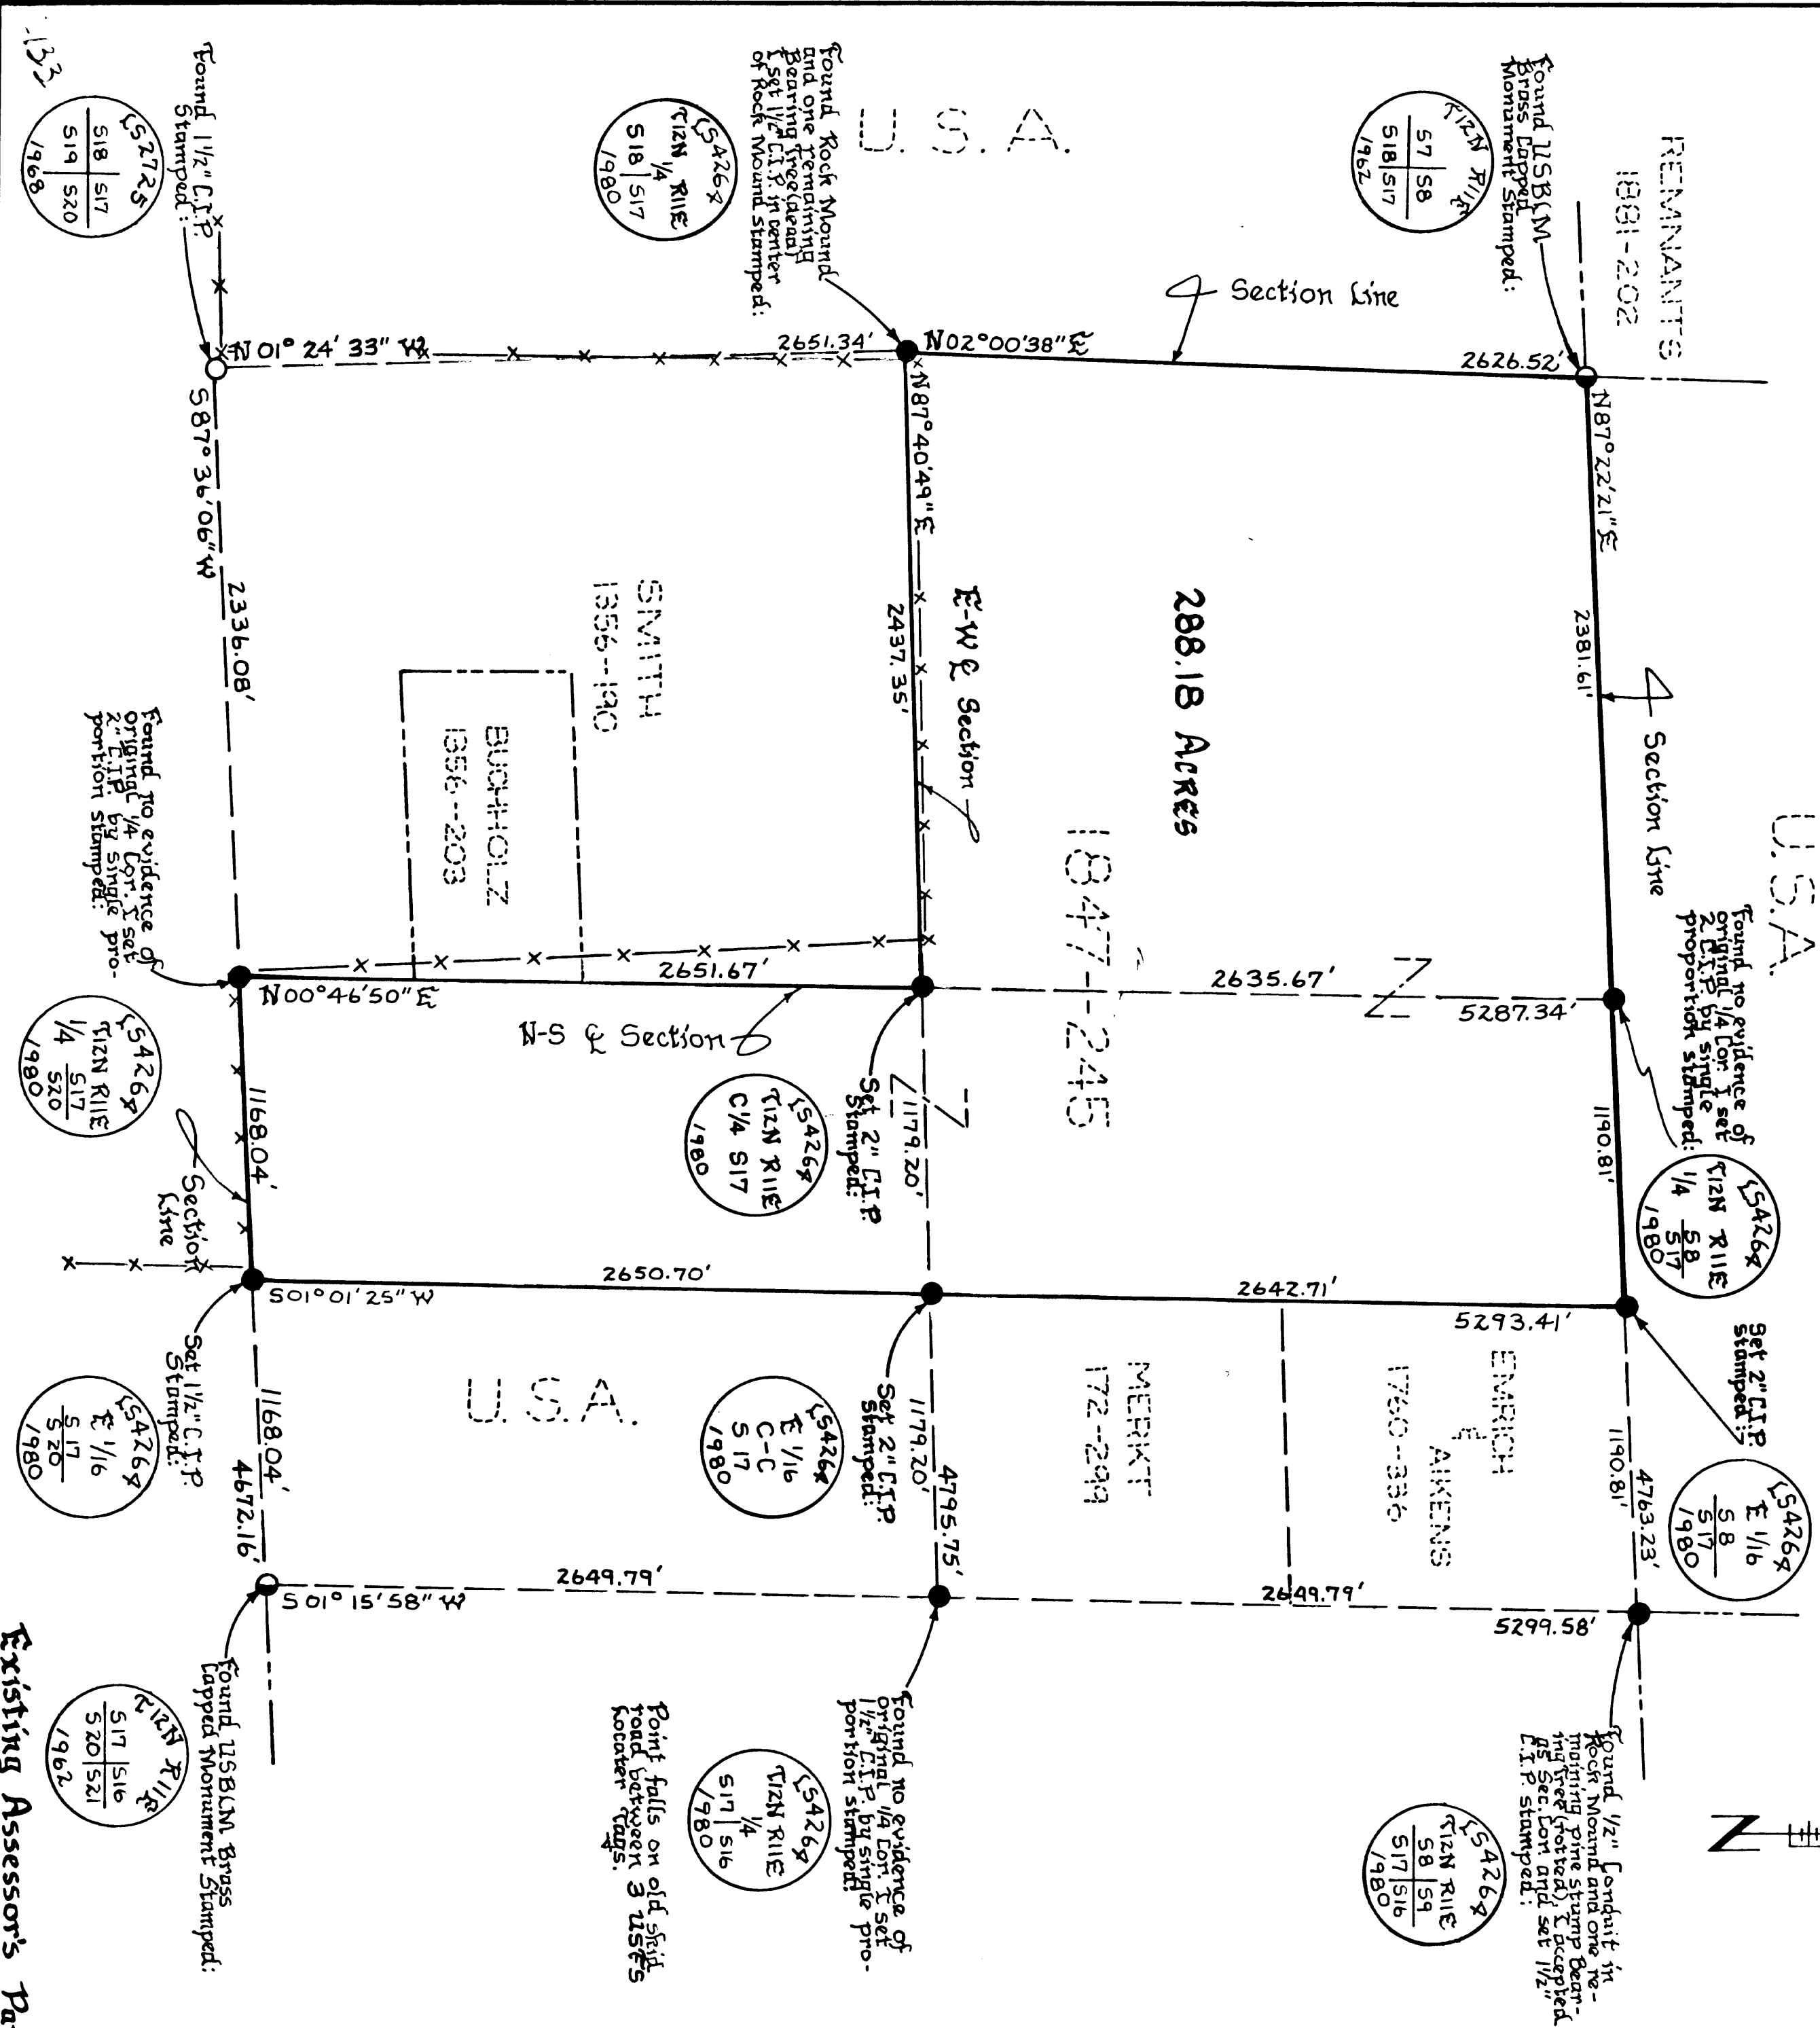 REMNANTS
1881-202
U.S.A.
Found USBLM
Brass Capped
Monument Stamped:
T12N R11E
S7 | S8
S18 | S17
1962
N87°22'21"E
2381.61'
Section Line
Found no evidence of
original 1/4 Cor. I set
2" C.I.P. by single
proportion stamped:
LS4264
T12N R11E
1/4 S8
S17
1980
1190.81'
Set 2" C.I.P.
Stamped:
LS4264
E 1/16
S8
S17
1980
1190.81'
4763.23'
Found 1/2" Conduit in
Rock Mound and one re-
maining pine stump Bear-
ing tree (rotted), I accepted
as Sec. Cor. and set 1 1/2"
C.I.P. stamped:
LS4264
T12N R11E
S8 | S9
S17 | S16
1980
2626.52'
Section Line
N02°00'38"E
U.S.A.
288.18 ACRES
1847-245
2635.67'
5287.34'
2642.71'
5293.41'
EMRICH
&
AIKENS
1760-836
MERKT
172-299
2649.79'
5299.58'
Found Rock Mound
and one remaining
Bearing Tree (dead)
I set 1 1/2" C.I.P. in center
of Rock Mound stamped:
LS4264
T12N R11E
1/4
S18 | S17
1980
N87°40'49"E
2437.35'
E-W ℄ Section
Set 2" C.I.P.
Stamped:
LS4264
T12N R11E
C1/4 S17
1980
1179.20'
Set 2" C.I.P.
Stamped:
LS4264
E 1/16
C-C
S17
1980
1179.20'
4795.75'
Found no evidence of
original 1/4 Cor. I set
1 1/2" C.I.P. by single pro-
portion stamped:
LS4264
T12N R11E
1/4
S17 | S16
1980
Point falls on old skid
road between 3 USFS
Locater Tags.
2651.34'
N01°24'33"W
SMITH
1356-190
BUCHHOLZ
1356-203
2651.67'
N00°46'50"E
N-S ℄ Section
2650.70'
S01°01'25"W
U.S.A.
2649.79'
S01°15'58"W
Found 1 1/2" C.I.P.
Stamped:
LS2725
S18 | S17
S19 | S20
1968
S87°36'06"W
2336.08'
Found no evidence of
original 1/4 Cor. I set
2" C.I.P. by single pro-
portion stamped:
LS4264
T12N R11E
1/4 S17
S20
1980
1168.04'
Section
Line
Set 1 1/2" C.I.P.
Stamped:
LS4264
E 1/16
S17
S20
1980
1168.04'
4672.16'
Found USBLM Brass
Capped Monument Stamped:
T12N R11E
S17 | S16
S20 | S21
1962
-133
Existing Assessor's Pa